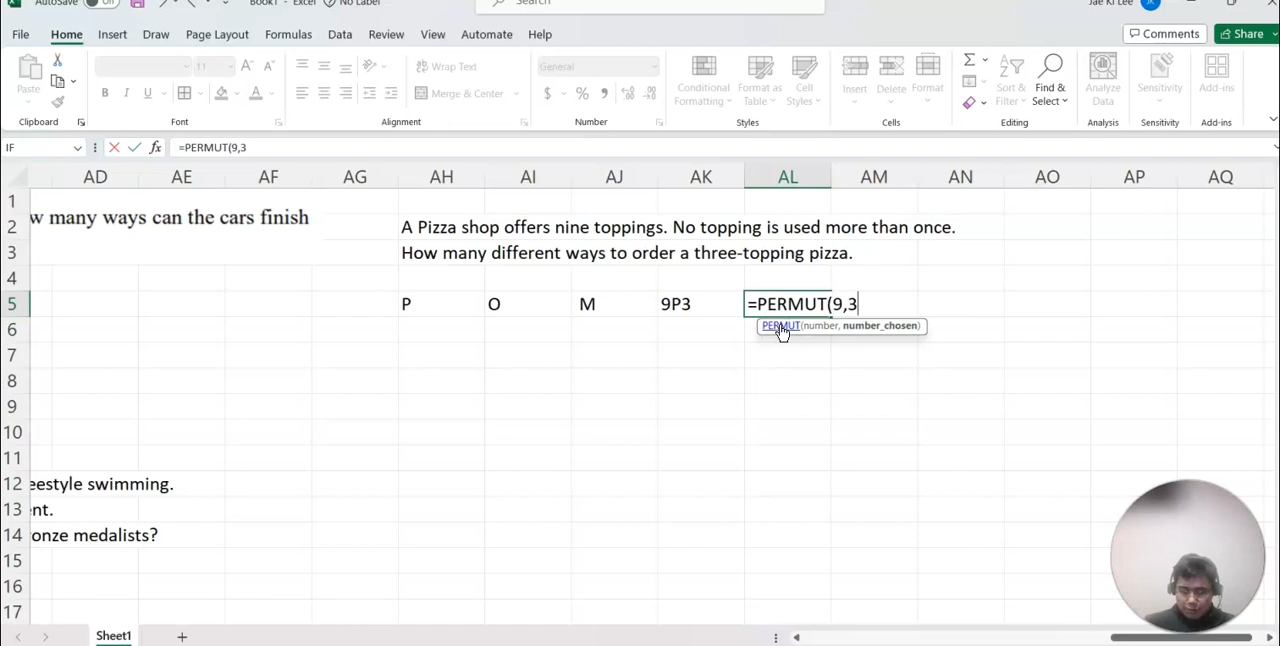 AutoSave Off Book1 - Excel No Label Search Jae Ki Lee
File Home Insert Draw Page Layout Formulas Data Review View Automate Help Comments Share
Paste 11 A A Wrap Text General Conditional Formatting Format as Table Cell Styles Insert Delete Format Sort & Filter Find & Select Analyze Data Sensitivity Add-ins
B I U A Merge & Center $ % 9
Clipboard Font Alignment Number Styles Cells Editing Analysis Sensitivity Add-ins
IF fx =PERMUT(9,3
AD AE AF AG AH AI AJ AK AL AM AN AO AP AQ
1
w many ways can the cars finish
2 A Pizza shop offers nine toppings. No topping is used more than once.
3 How many different ways to order a three-topping pizza.
4
5 P O M 9P3 =PERMUT(9,3
6 PERMUT(number, number_chosen)
7
8
9
10
11
12 eestyle swimming.
13 ent.
14 onze medalists?
15
16
17
Sheet1